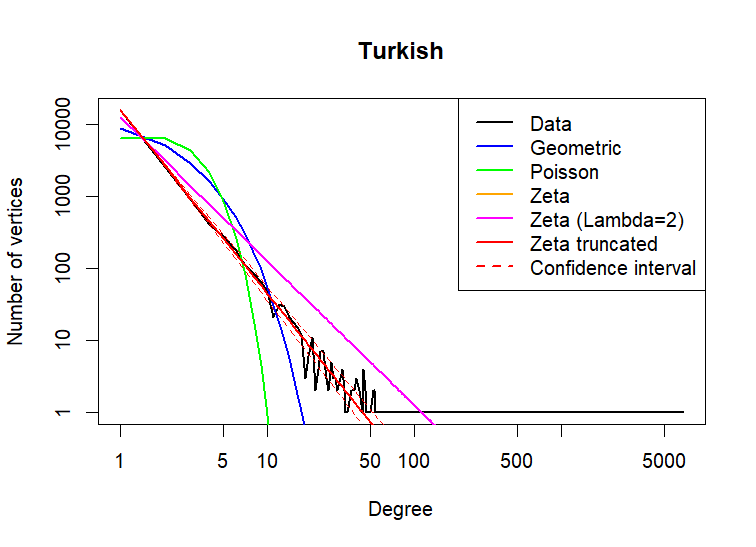 Turkish
Data
Geometric
Poisson
Zeta
Zeta (Lambda=2)
Zeta truncated
Confidence interval
Number of vertices
10000
1000
100
10
1
1 5 10 50 100 500 5000
Degree